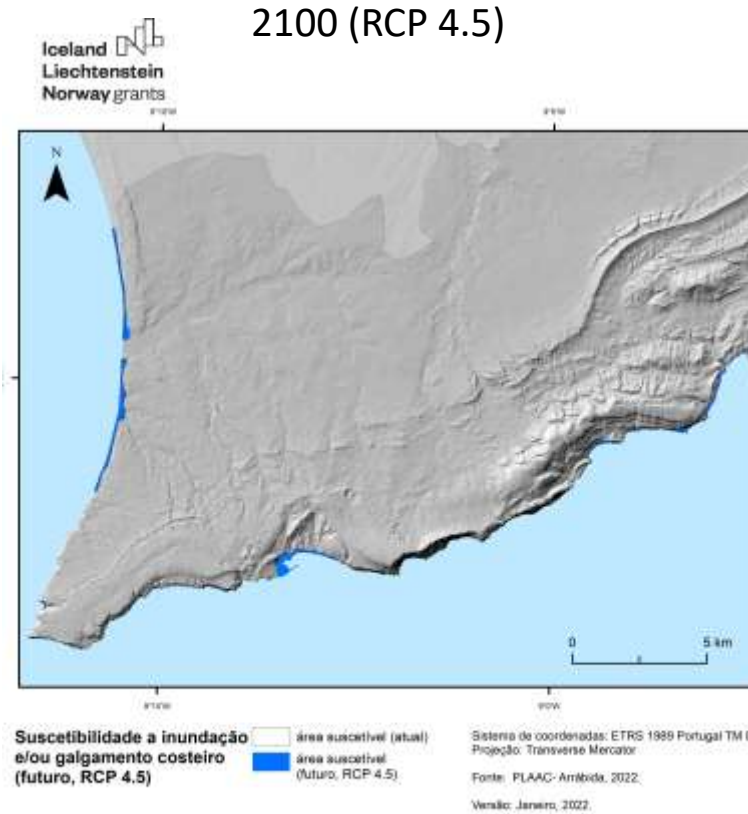 2100 (RCP 4.5)
Iceland
Liechtenstein
Norway grants
N
0 5 km
Suscetibilidade a inundação
e/ou galgamento costeiro
(futuro, RCP 4.5)
área suscetível (atual)
área suscetível
(futuro, RCP 4.5)
Sistema de coordenadas: ETRS 1989 Portugal TM
Projeção: Transverse Mercator
Fonte: PLAAC- Arrábida, 2022.
Versão: Janeiro, 2022.